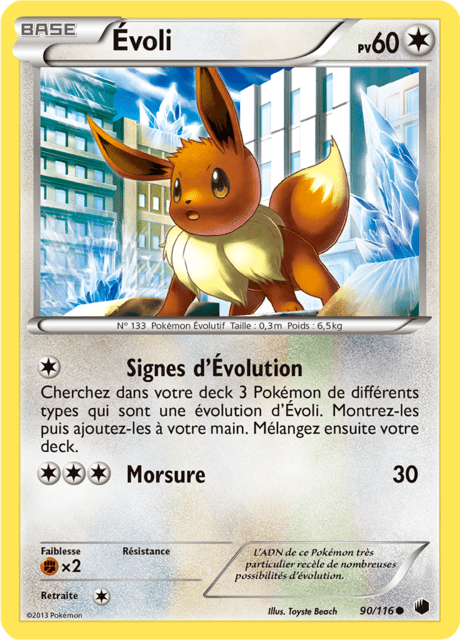 BASE
Évoli
PV60
N° 133 Pokémon Évolutif Taille : 0,3m Poids : 6,5kg
Signes d'Évolution
Cherchez dans votre deck 3 Pokémon de différents
types qui sont une évolution d'Évoli. Montrez-les
puis ajoutez-les à votre main. Mélangez ensuite votre
deck.
Morsure 30
Faiblesse Résistance
×2
Retraite
L'ADN de ce Pokémon très
particulier recèle de nombreuses
possibilités d'évolution.
©2013 Pokémon
Illus. Toyste Beach 90/116